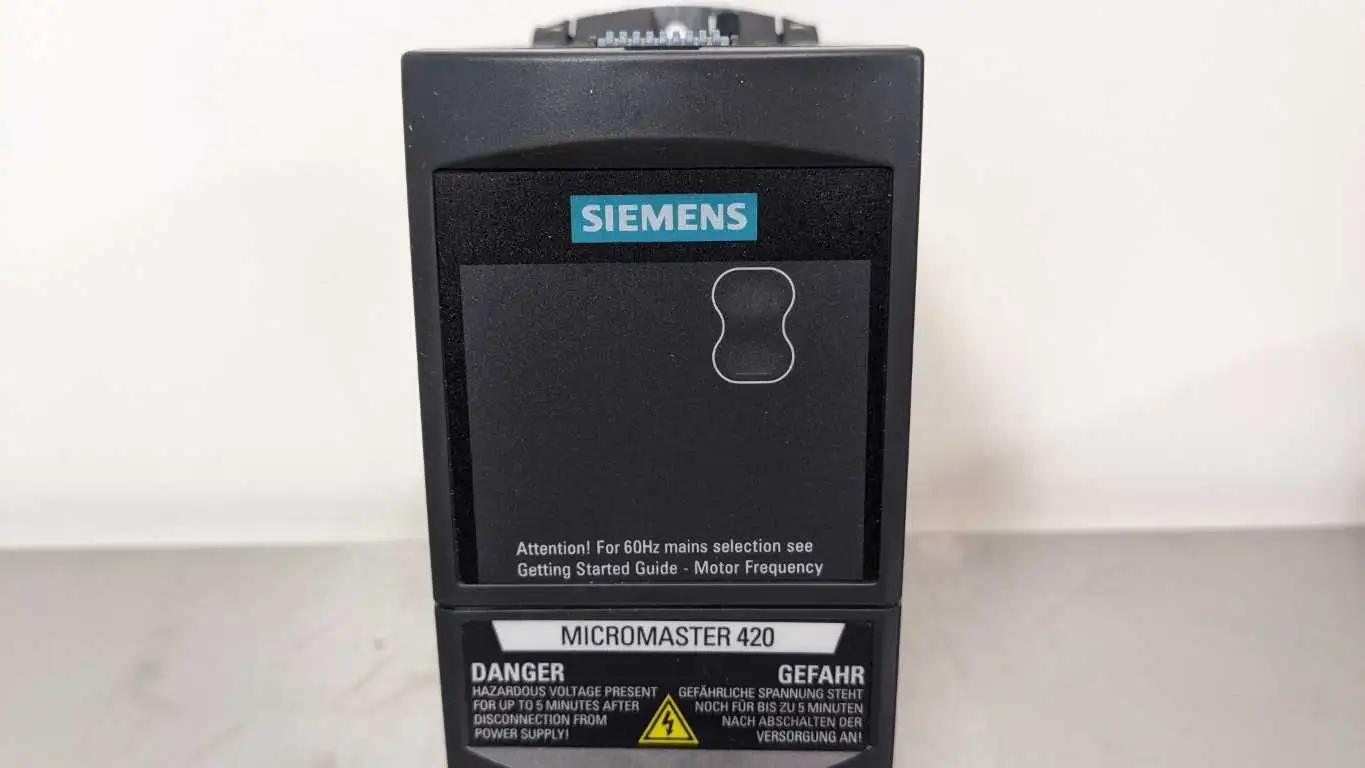 SIEMENS
Attention! For 60Hz mains selection see
Getting Started Guide - Motor Frequency
MICROMASTER 420
DANGER
HAZARDOUS VOLTAGE PRESENT
FOR UP TO 5 MINUTES AFTER
DISCONNECTION FROM
POWER SUPPLY!
GEFAHR
GEFÄHRLICHE SPANNUNG STEHT
NOCH FÜR BIS ZU 5 MINUTEN
NACH ABSCHALTEN DER
VERSORGUNG AN!